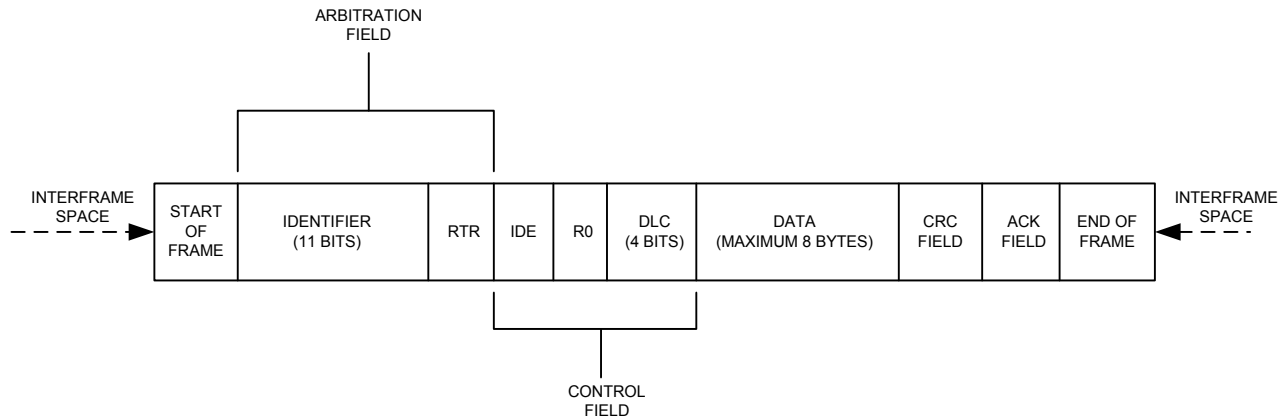 ARBITRATION
FIELD
INTERFRAME
SPACE
START
OF
FRAME
IDENTIFIER
(11 BITS)
RTR
IDE
R0
DLC
(4 BITS)
DATA
(MAXIMUM 8 BYTES)
CRC
FIELD
ACK
FIELD
END OF
FRAME
INTERFRAME
SPACE
CONTROL
FIELD